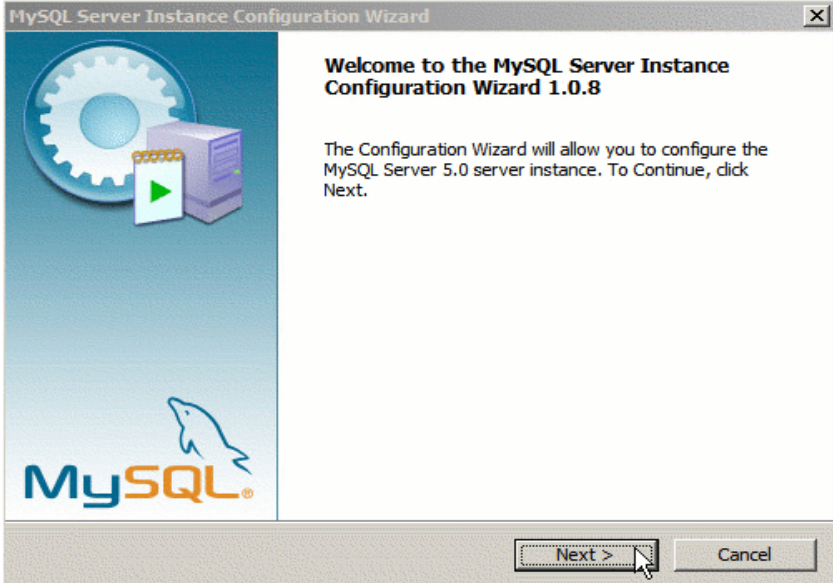 MySQL Server Instance Configuration Wizard
Welcome to the MySQL Server Instance
Configuration Wizard 1.0.8
The Configuration Wizard will allow you to configure the
MySQL Server 5.0 server instance. To Continue, click
Next.
MySQL®
Next >
Cancel